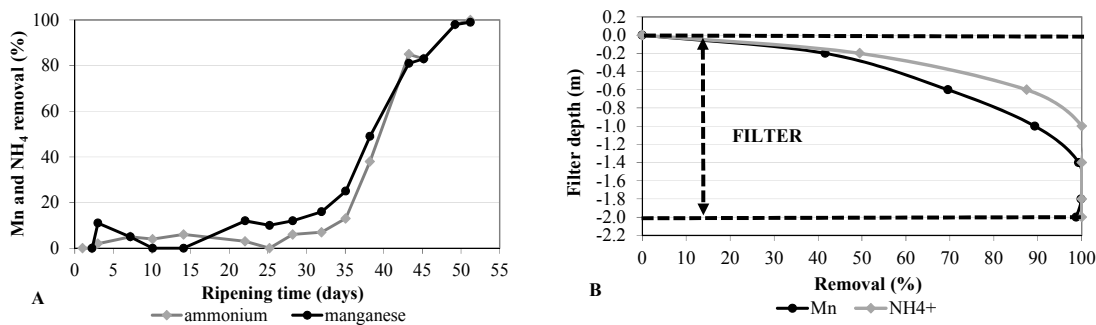 Mn and NH4 removal (%)
100
80
60
40
20
0
0 5 10 15 20 25 30 35 40 45 50 55
Ripening time (days)
A
ammonium manganese
Filter depth (m)
0.2
0.0
-0.2
-0.4
-0.6
-0.8
-1.0
-1.2
-1.4
-1.6
-1.8
-2.0
-2.2
FILTER
0 10 20 30 40 50 60 70 80 90 100
Removal (%)
B
Mn NH4+